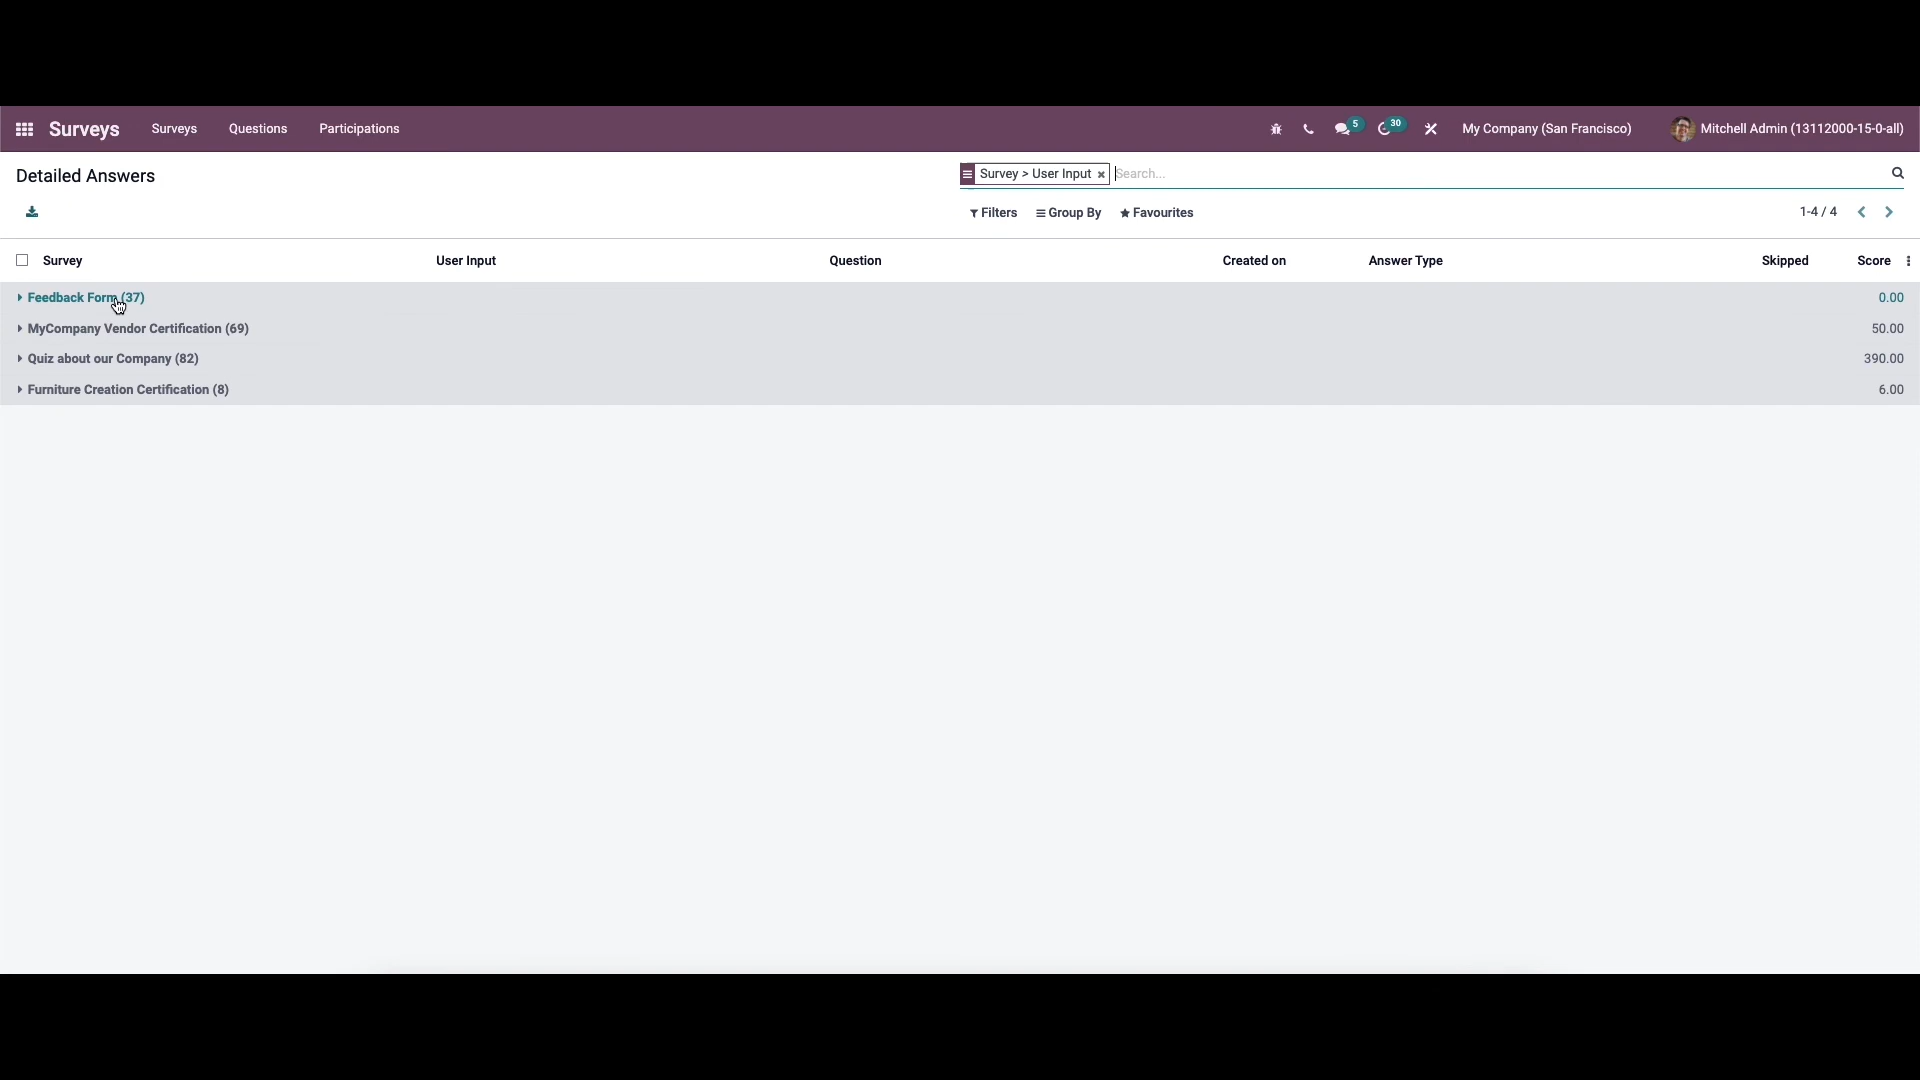 Surveys Surveys Questions Participations 5 30 My Company (San Francisco) Mitchell Admin (13112000-15-0-all)
Detailed Answers Survey > User Input × Search...
Filters Group By Favourites 1-4 / 4
Survey User Input Question Created on Answer Type Skipped Score
Feedback Form (37) 0.00
MyCompany Vendor Certification (69) 50.00
Quiz about our Company (82) 390.00
Furniture Creation Certification (8) 6.00